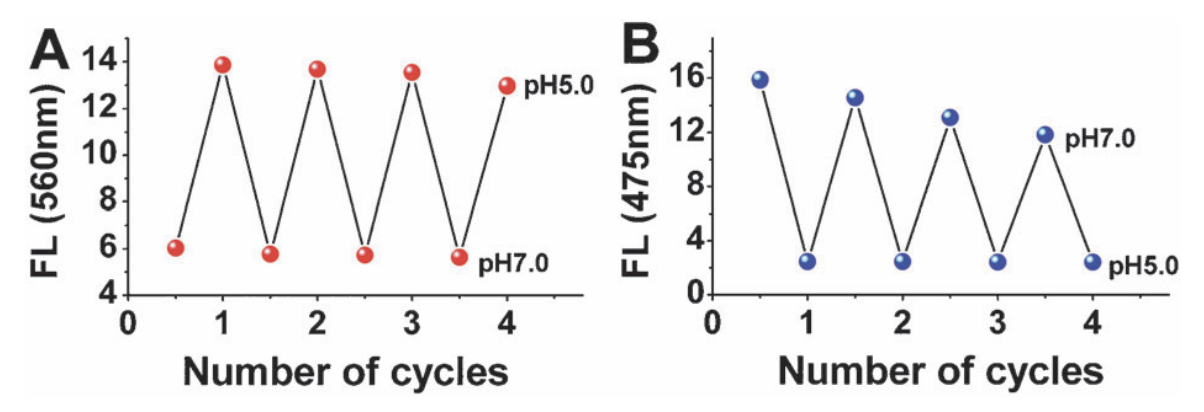 A
FL (560nm)
14
12
10
8
6
4
pH5.0
pH7.0
0 1 2 3 4
Number of cycles
B
FL (475nm)
16
12
8
4
0
pH7.0
pH5.0
0 1 2 3 4
Number of cycles